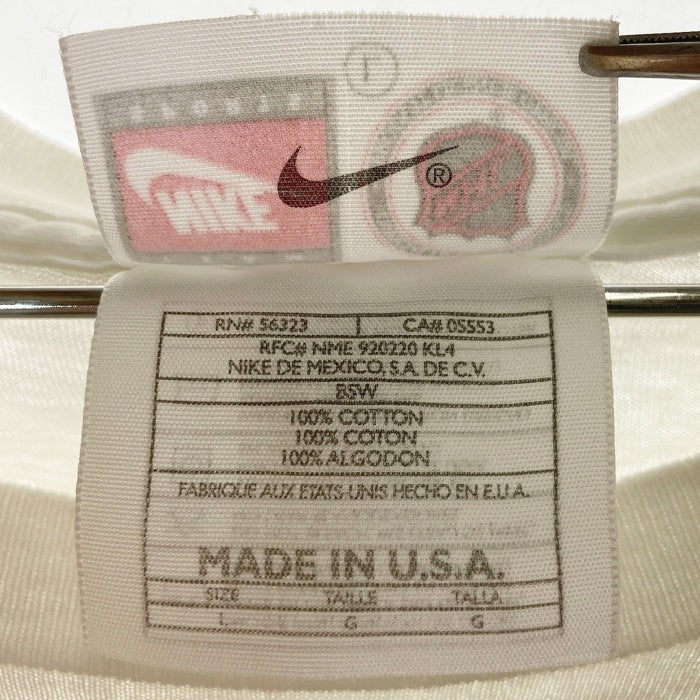 P
NIKE
NHL
®
RN# 56323 CA# 05553
RFC# NME 920220 KL4
NIKE DE MEXICO, S.A. DE C.V.
BSW
100% COTTON
100% COTON
100% ALGODON
FABRIQUE AUX ETATS-UNIS HECHO EN E.U.A.
MADE IN U.S.A.
SIZE TAILLE TALLA
L G G